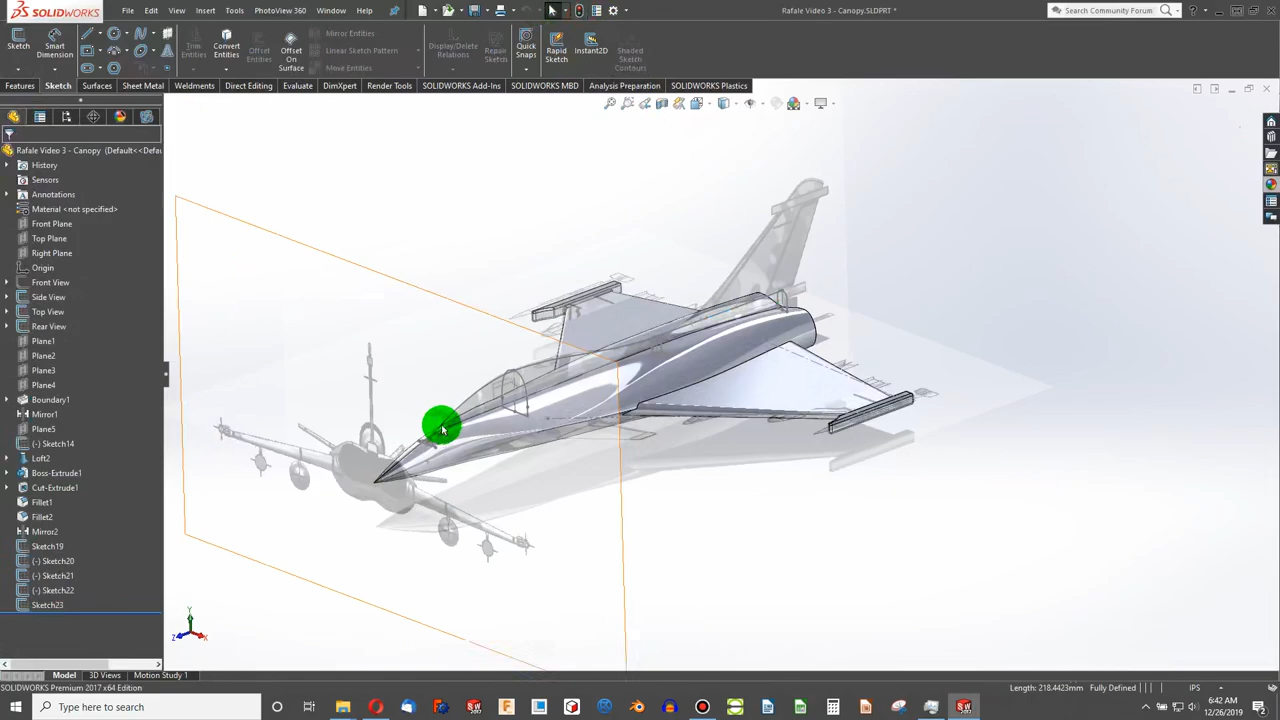 SOLIDWORKS File Edit View Insert Tools PhotoView 360 Window Help Rafale Video 3 - Canopy.SLDPRT * Search Community Forum
Sketch Smart Dimension Trim Entities Convert Entities Offset Entities Offset On Surface Mirror Entities Linear Sketch Pattern Move Entities Display/Delete Relations Repair Sketch Quick Snaps Rapid Sketch Instant2D Shaded Sketch Contours
Features Sketch Surfaces Sheet Metal Weldments Direct Editing Evaluate DimXpert Render Tools SOLIDWORKS Add-Ins SOLIDWORKS MBD Analysis Preparation SOLIDWORKS Plastics
Rafale Video 3 - Canopy (Default<<Defau
History
Sensors
Annotations
Material <not specified>
Front Plane
Top Plane
Right Plane
Origin
Front View
Side View
Top View
Rear View
Plane1
Plane2
Plane3
Plane4
Boundary1
Mirror1
Plane5
(-) Sketch14
Loft2
Boss-Extrude1
Cut-Extrude1
Fillet1
Fillet2
Mirror2
Sketch19
(-) Sketch20
(-) Sketch21
(-) Sketch22
Sketch23
Y
Z X
Model 3D Views Motion Study 1
SOLIDWORKS Premium 2017 x64 Edition Length: 218.4423mm Fully Defined IPS
Type here to search 6:42 AM
12/26/2019